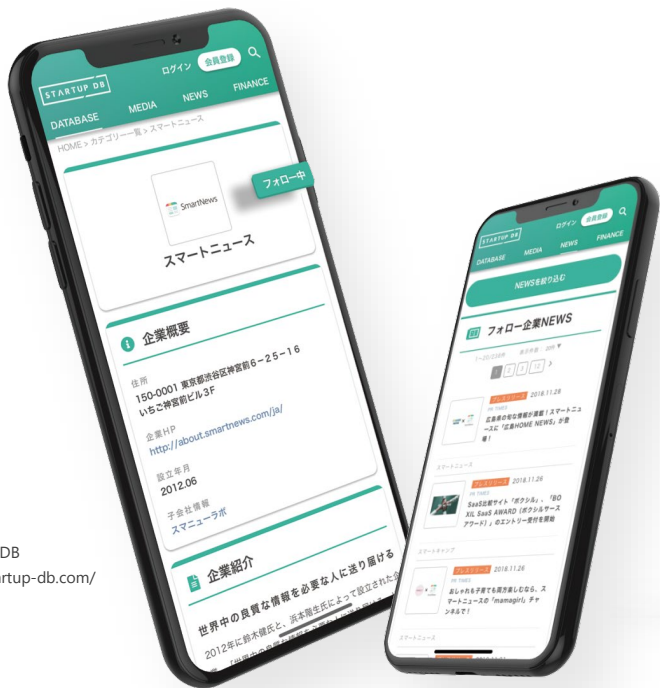 STARTUP DB
ログイン
会員登録
DATABASE
MEDIA
NEWS
FINANCE
HOME > カテゴリー一覧 > スマートニュース
SmartNews
フォロー中
スマートニュース
企業概要
住所
150-0001 東京都渋谷区神宮前6-25-16
いちご神宮前ビル3F
企業HP
http://about.smartnews.com/ja/
設立年月
2012.06
子会社情報
スマニューラボ
企業紹介
世界中の良質な情報を必要な人に送り届ける
2012年に鈴木健氏と、浜本階生氏によって設立された企
DB
artup-db.com/
STARTUP DB
ログイン
会員登録
DATABASE
MEDIA
NEWS
FINANCE
NEWSを絞り込む
フォロー企業NEWS
プレスリリース 2018.11.28
PR TIMES
広島県の旬な情報が満載!スマートニュ
ースに「広島HOME NEWS」が登
場!
スマートニュース
プレスリリース 2018.11.26
PR TIMES
SaaS比較サイト「ボクシル」、「BO
XIL SaaS AWARD(ボクシルサース
アワード)」のエントリー受付を開始
スマートキャンプ
プレスリリース 2018.11.26
PR TIMES
おしゃれも子育ても両方楽しむなら、ス
マートニュースの「mamagirl」チャ
ンネルで!
スマートニュース